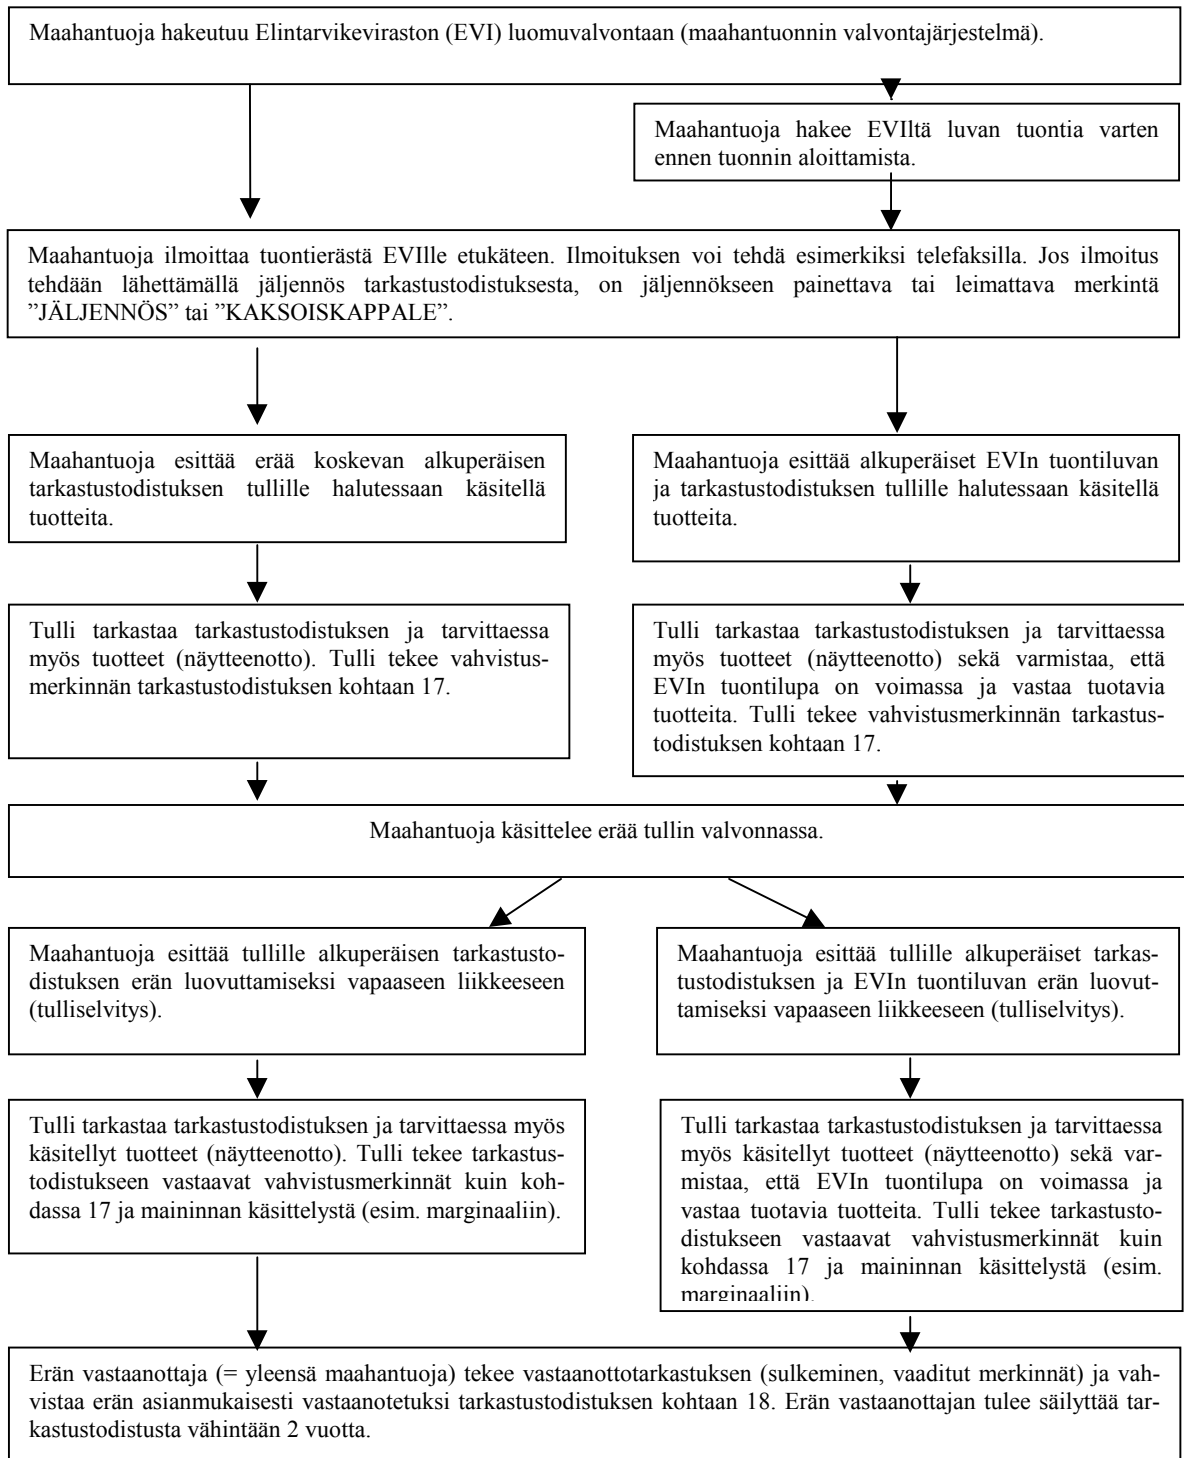 Maahantuoja hakeutuu Elintarvikeviraston (EVI) luomuvalvontaan (maahantuonnin valvontajärjestelmä).
Maahantuoja hakee EVIltä luvan tuontia varten
ennen tuonnin aloittamista.
Maahantuoja ilmoittaa tuontierästä EVIlle etukäteen. Ilmoituksen voi tehdä esimerkiksi telefaksilla. Jos ilmoitus
tehdään lähettämällä jäljennös tarkastustodistuksesta, on jäljennökseen painettava tai leimattava merkintä
”JÄLJENNÖS” tai ”KAKSOISKAPPALE”.
Maahantuoja esittää erää koskevan alkuperäisen
tarkastustodistuksen tullille halutessaan käsitellä
tuotteita.
Maahantuoja esittää alkuperäiset EVIn tuontiluvan
ja tarkastustodistuksen tullille halutessaan käsitellä
tuotteita.
Tulli tarkastaa tarkastustodistuksen ja tarvittaessa
myös tuotteet (näytteenotto). Tulli tekee vahvistus-
merkinnän tarkastustodistuksen kohtaan 17.
Tulli tarkastaa tarkastustodistuksen ja tarvittaessa
myös tuotteet (näytteenotto) sekä varmistaa, että
EVIn tuontilupa on voimassa ja vastaa tuotavia
tuotteita. Tulli tekee vahvistusmerkinnän tarkastus-
todistuksen kohtaan 17.
Maahantuoja käsittelee erää tullin valvonnassa.
Maahantuoja esittää tullille alkuperäisen tarkastusto-
distuksen erän luovuttamiseksi vapaaseen liikkeeseen
(tulliselvitys).
Maahantuoja esittää tullille alkuperäiset tarkas-
tustodistuksen ja EVIn tuontiluvan erän luovut-
tamiseksi vapaaseen liikkeeseen (tulliselvitys).
Tulli tarkastaa tarkastustodistuksen ja tarvittaessa myös
käsitellyt tuotteet (näytteenotto). Tulli tekee tarkastus-
todistukseen vastaavat vahvistusmerkinnät kuin koh-
dassa 17 ja maininnan käsittelystä (esim. marginaaliin).
Tulli tarkastaa tarkastustodistuksen ja tarvittaessa
myös käsitellyt tuotteet (näytteenotto) sekä var-
mistaa, että EVIn tuontilupa on voimassa ja
vastaa tuotavia tuotteita. Tulli tekee tarkastusto-
distukseen vastaavat vahvistusmerkinnät kuin
kohdassa 17 ja maininnan käsittelystä (esim.
marginaaliin).
Erän vastaanottaja (= yleensä maahantuoja) tekee vastaanottotarkastuksen (sulkeminen, vaaditut merkinnät) ja vah-
vistaa erän asianmukaisesti vastaanotetuksi tarkastustodistuksen kohtaan 18. Erän vastaanottajan tulee säilyttää tar-
kastustodistusta vähintään 2 vuotta.